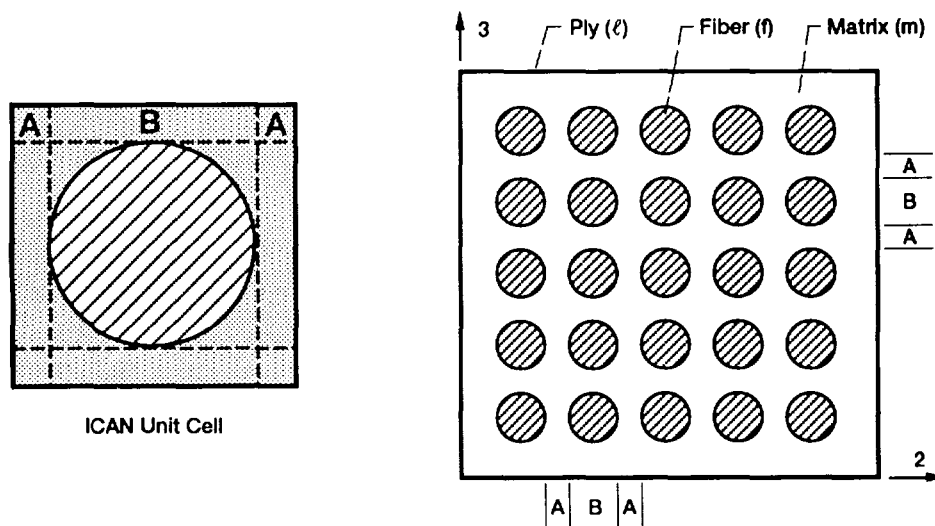 A B A
ICAN Unit Cell
3
Ply (ℓ)
Fiber (f)
Matrix (m)
A
B
A
2
A B A